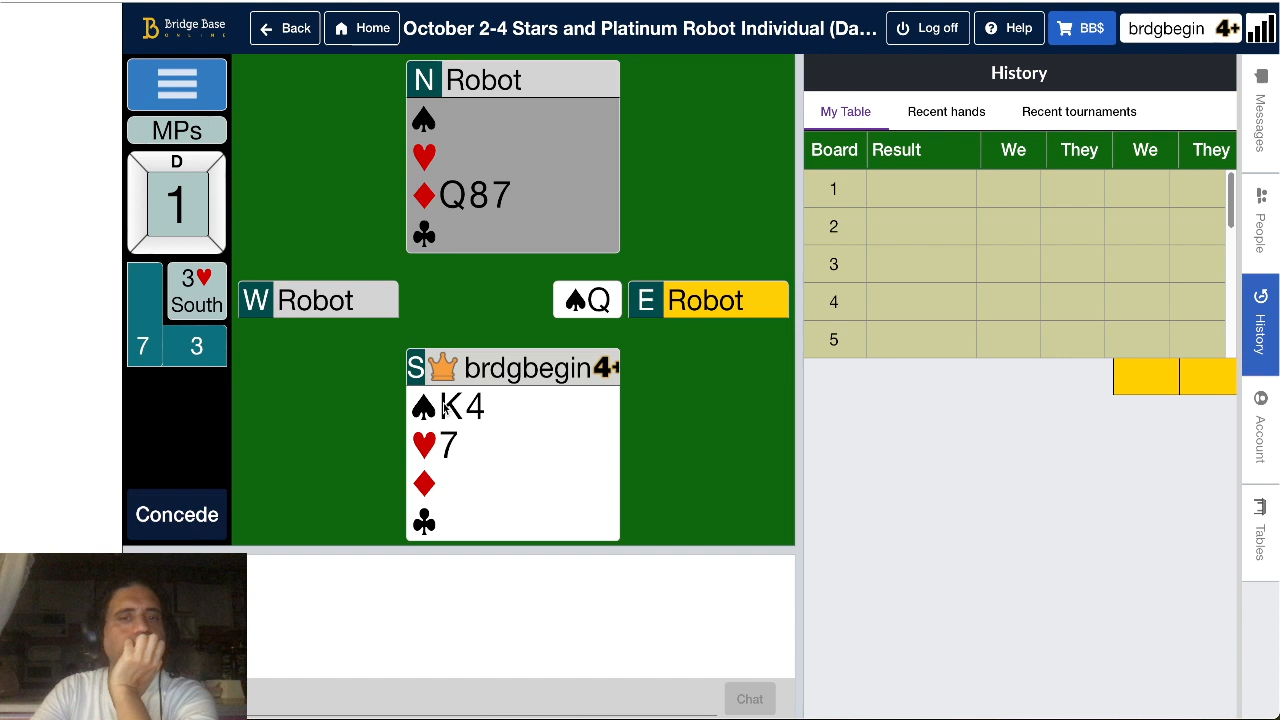 Bridge Base
ONLINE
Back
Home
October 2-4 Stars and Platinum Robot Individual (Da...
Log off
Help
BB$
brdgbegin 4+
MPs
D
1
3♥
South
7
3
Concede
N Robot
♠
♥
♦Q87
♣
W Robot
♠Q
E Robot
S brdgbegin 4+
♠K4
♥7
♦
♣
Chat
History
My Table
Recent hands
Recent tournaments
Board Result We They We They
1
2
3
4
5
Messages
People
History
Account
Tables